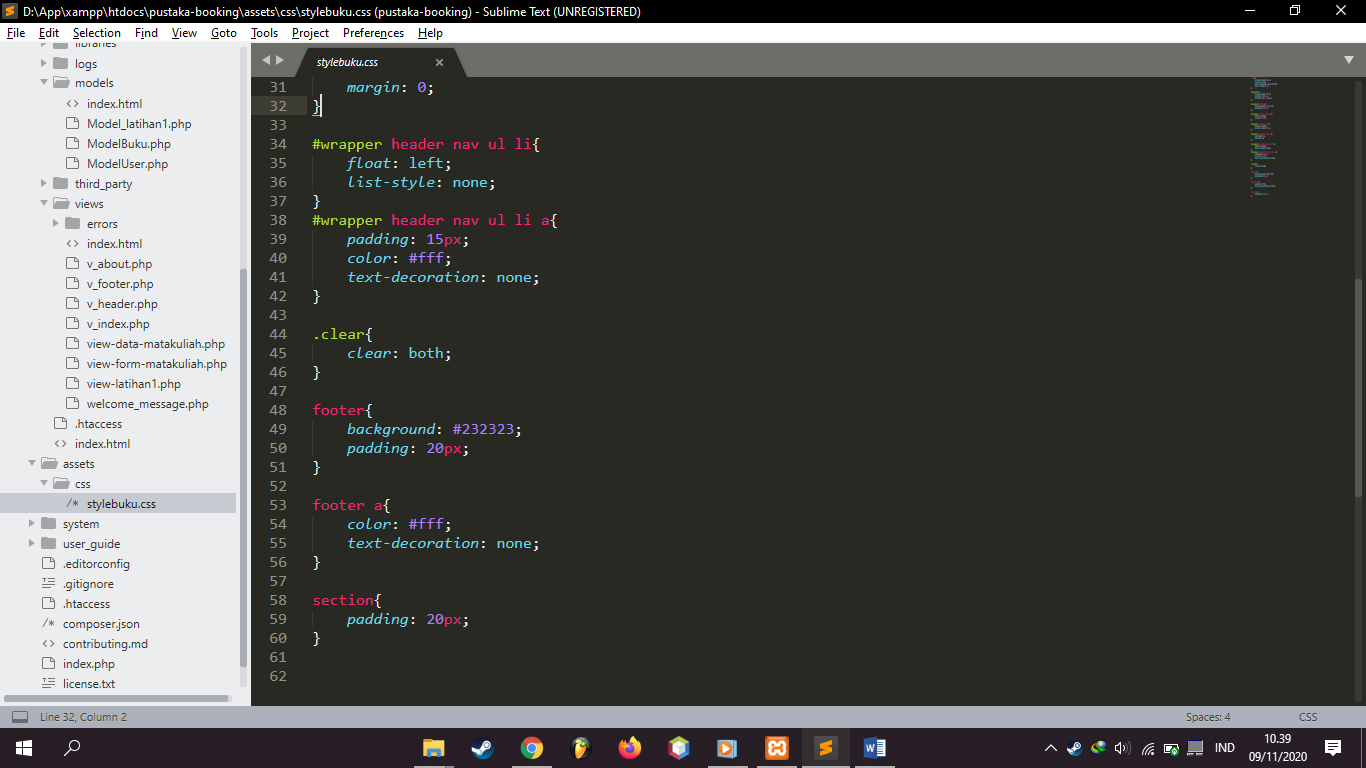 D:\App\xampp\htdocs\pustaka-booking\assets\css\stylebuku.css (pustaka-booking) - Sublime Text (UNREGISTERED)
File Edit Selection Find View Goto Tools Project Preferences Help
libraries
logs
models
index.html
Model_latihan1.php
ModelBuku.php
ModelUser.php
third_party
views
errors
index.html
v_about.php
v_footer.php
v_header.php
v_index.php
view-data-matakuliah.php
view-form-matakuliah.php
view-latihan1.php
welcome_message.php
.htaccess
index.html
assets
css
/* stylebuku.css
system
user_guide
.editorconfig
.gitignore
.htaccess
/* composer.json
contributing.md
index.php
license.txt
stylebuku.css
31 margin: 0;
32 }
33
34 #wrapper header nav ul li{
35 float: left;
36 list-style: none;
37 }
38 #wrapper header nav ul li a{
39 padding: 15px;
40 color: #fff;
41 text-decoration: none;
42 }
43
44 .clear{
45 clear: both;
46 }
47
48 footer{
49 background: #232323;
50 padding: 20px;
51 }
52
53 footer a{
54 color: #fff;
55 text-decoration: none;
56 }
57
58 section{
59 padding: 20px;
60 }
61
62
Line 32, Column 2
Spaces: 4
CSS
IND
10.39
09/11/2020